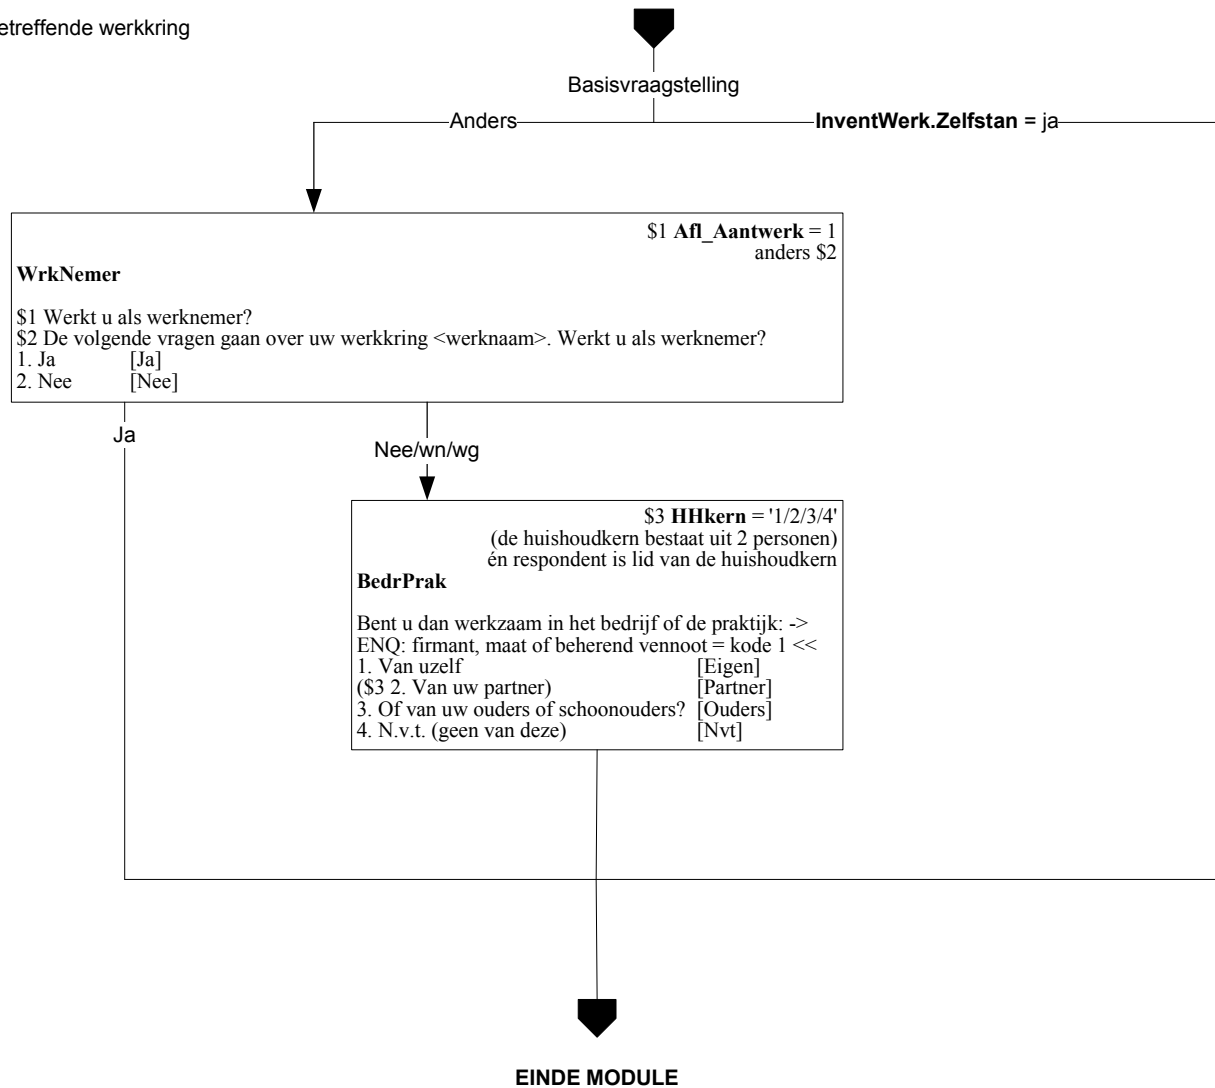 etreffende werkkring
Basisvraagstelling
Anders
InventWerk.Zelfstan = ja
$1 Afl_Aantwerk = 1
anders $2
WrkNemer
$1 Werkt u als werknemer?
$2 De volgende vragen gaan over uw werkkring <werknaam>. Werkt u als werknemer?
1. Ja [Ja]
2. Nee [Nee]
Ja
Nee/wn/wg
$3 HHkern = '1/2/3/4'
(de huishoudkern bestaat uit 2 personen)
én respondent is lid van de huishoudkern
BedrPrak
Bent u dan werkzaam in het bedrijf of de praktijk: ->
ENQ: firmant, maat of beherend vennoot = kode 1 <<
1. Van uzelf [Eigen]
($3 2. Van uw partner) [Partner]
3. Of van uw ouders of schoonouders? [Ouders]
4. N.v.t. (geen van deze) [Nvt]
EINDE MODULE